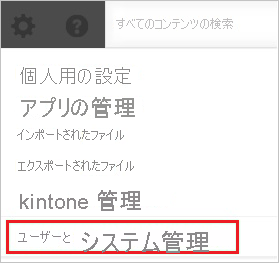 すべてのコンテンツの検索
個人用の設定
アプリの管理
インポートされたファイル
エクスポートされたファイル
kintone 管理
ユーザーと システム管理